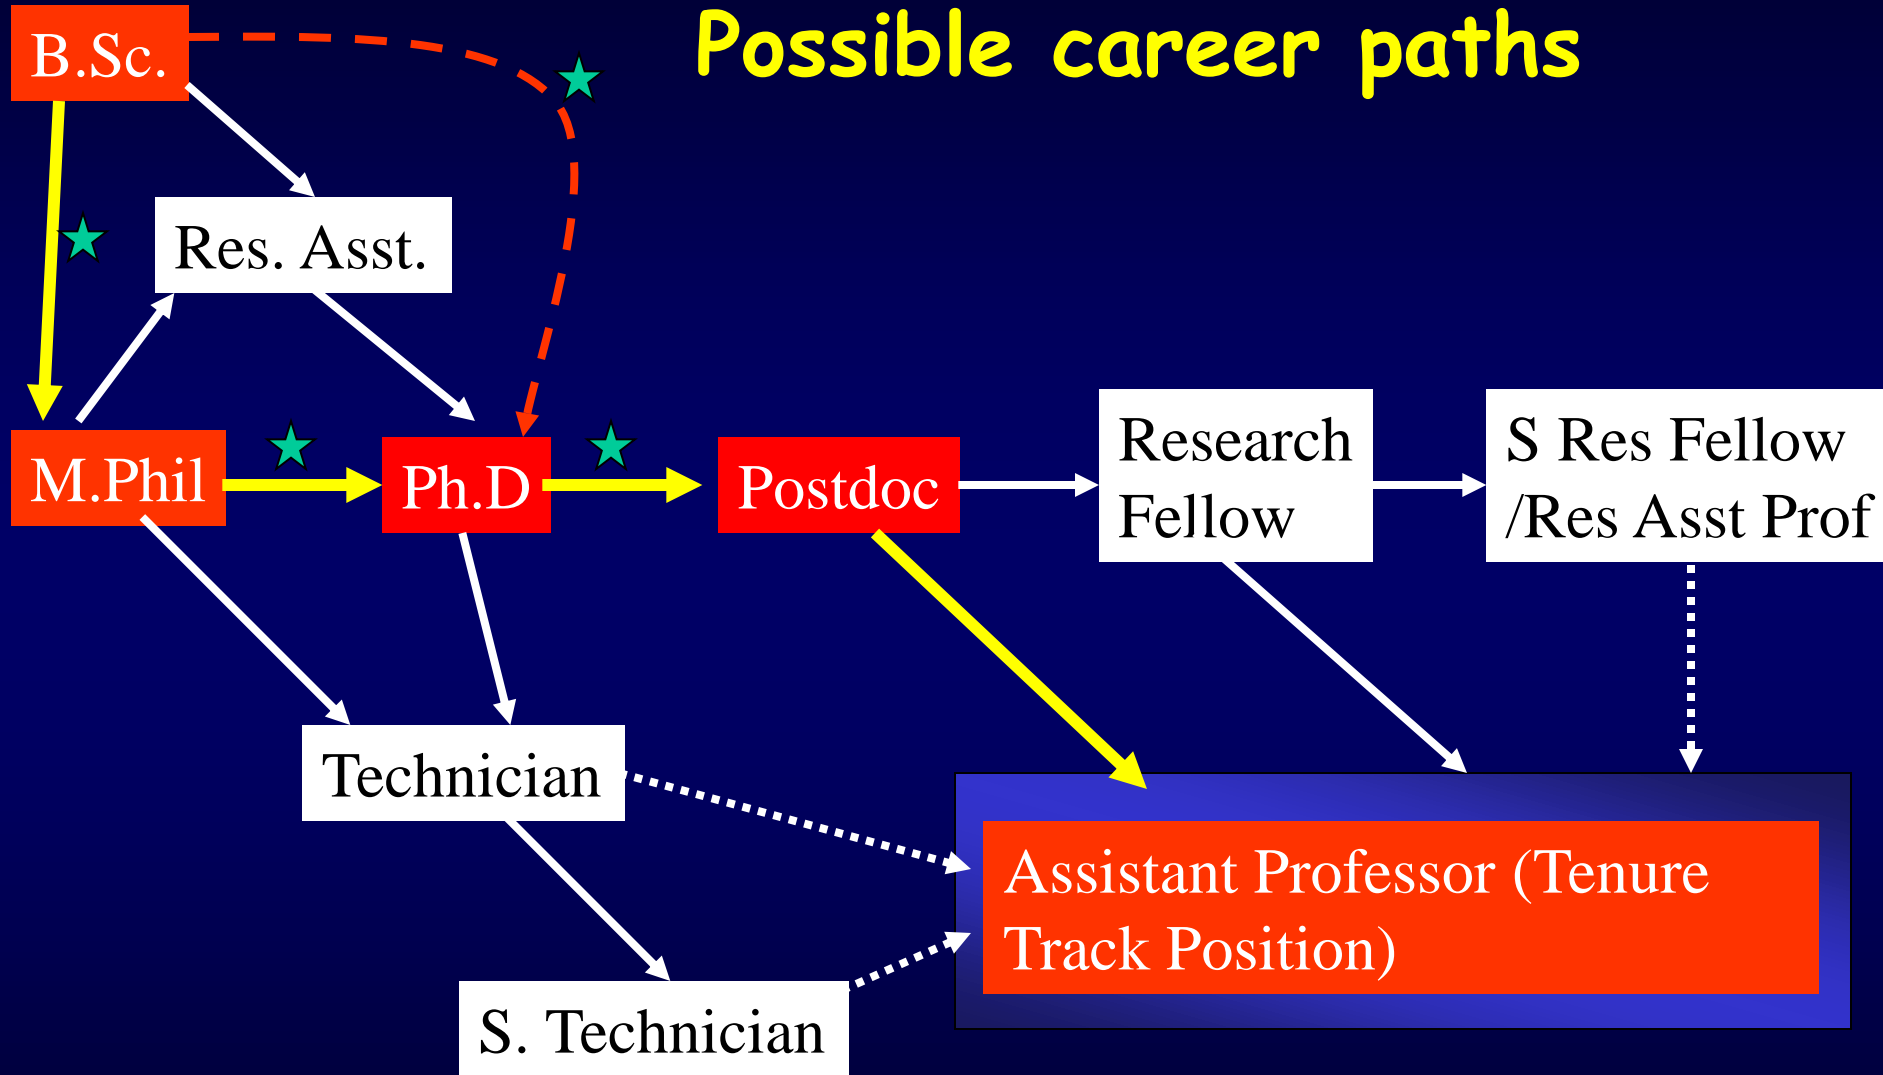 Possible career paths
B.Sc.
Res. Asst.
M.Phil
Ph.D
Postdoc
Research
Fellow
S Res Fellow
/Res Asst Prof
Technician
Assistant Professor (Tenure
Track Position)
S. Technician